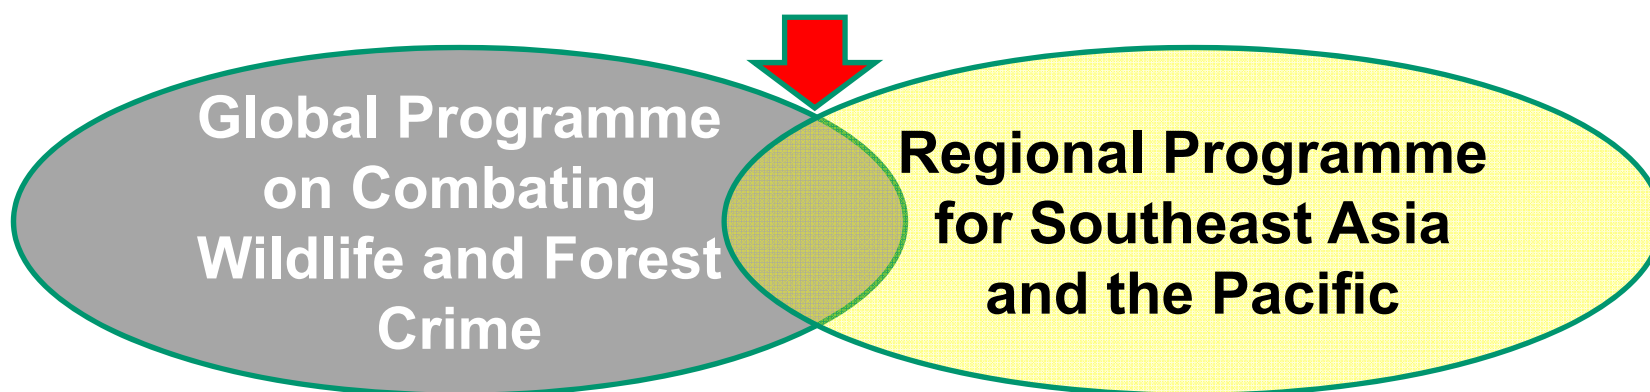 Global Programme
on Combating
Wildlife and Forest
Crime
Regional Programme
for Southeast Asia
and the Pacific